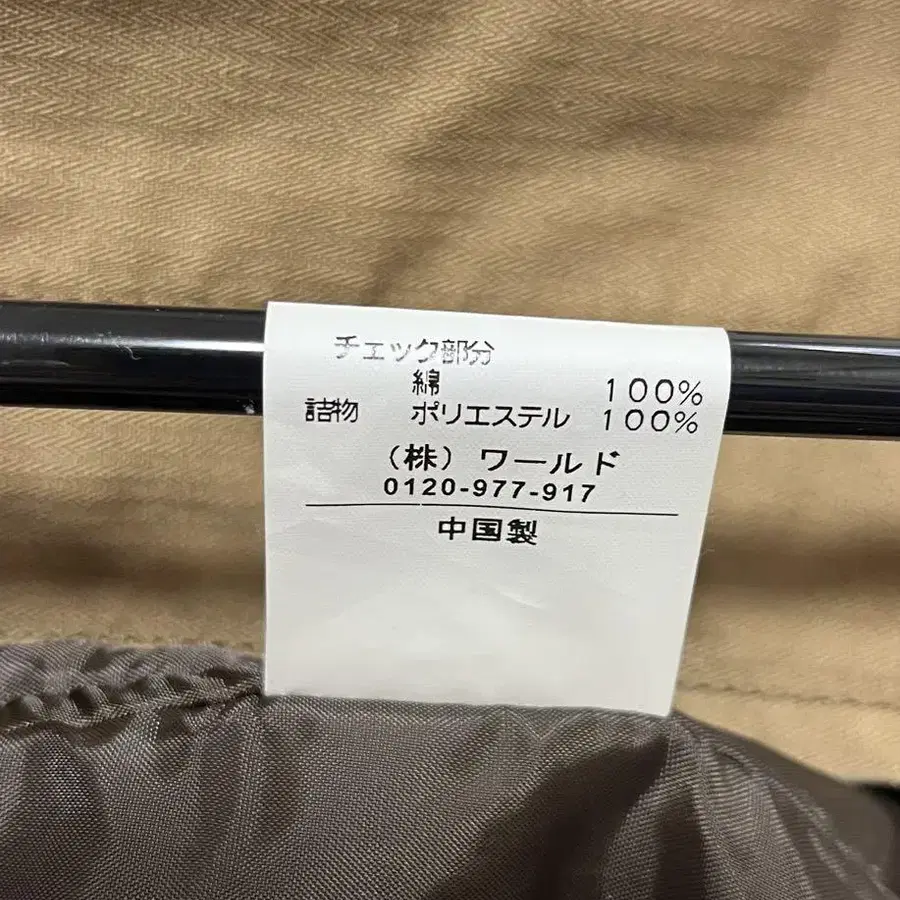 チェック部分
綿 100%
詰物 ポリエステル 100%
（株）ワールド
0120-977-917
中国製